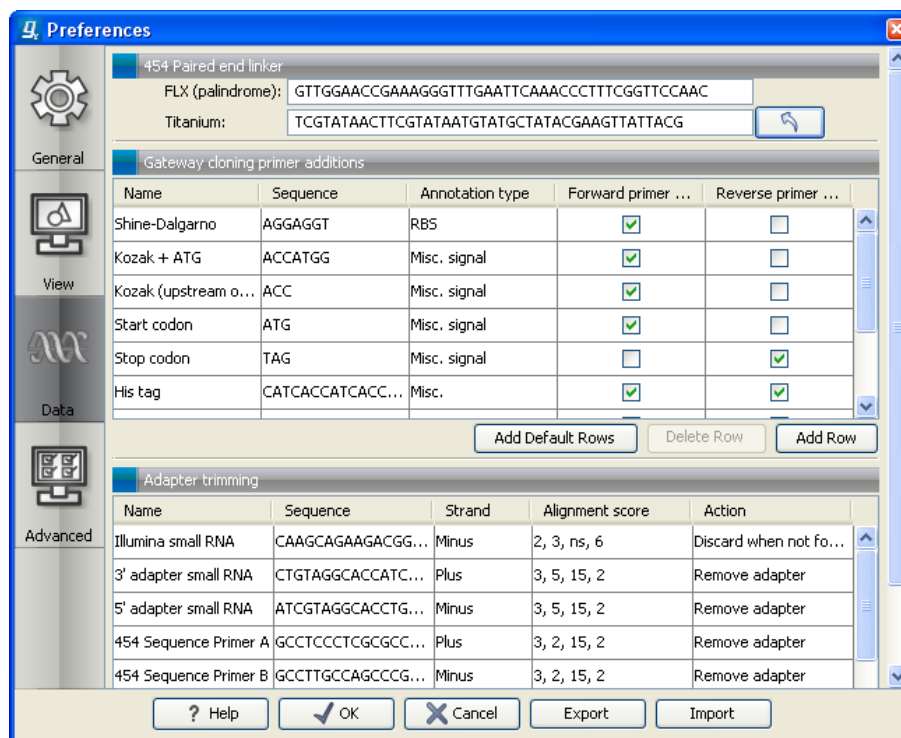 Preferences
General
View
Data
Advanced
454 Paired end linker
FLX (palindrome): GTTGGAACCGAAAGGGTTTGAATTCAAACCCTTTCGGTTCCAAC
Titanium: TCGTATAACTTCGTATAATGTATGCTATACGAAGTTATTACG
Gateway cloning primer additions
Name Sequence Annotation type Forward primer ... Reverse primer ...
Shine-Dalgarno AGGAGGT RBS
Kozak + ATG ACCATGG Misc. signal
Kozak (upstream o... ACC Misc. signal
Start codon ATG Misc. signal
Stop codon TAG Misc. signal
His tag CATCACCATCACC... Misc.
Add Default Rows Delete Row Add Row
Adapter trimming
Name Sequence Strand Alignment score Action
Illumina small RNA CAAGCAGAAGACGG... Minus 2, 3, ns, 6 Discard when not fo...
3' adapter small RNA CTGTAGGCACCATC... Plus 3, 5, 15, 2 Remove adapter
5' adapter small RNA ATCGTAGGCACCTG... Minus 3, 5, 15, 2 Remove adapter
454 Sequence Primer A GCCTCCCTCGCGCC... Plus 3, 2, 15, 2 Remove adapter
454 Sequence Primer B GCCTTGCCAGCCCG... Minus 3, 2, 15, 2 Remove adapter
? Help OK Cancel Export Import